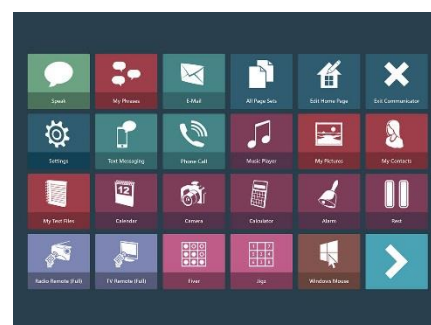 Speak
My Phrases
E-Mail
All Page Sets
Edit Home Page
Exit Communicator
Settings
Text Messaging
Phone Call
Music Player
My Pictures
My Contacts
My Text Files
12
Calendar
Camera
Calculator
Alarm
Rest
Radio Remote (Full)
TV Remote (Full)
Fiver
Jigz
Windows Mouse